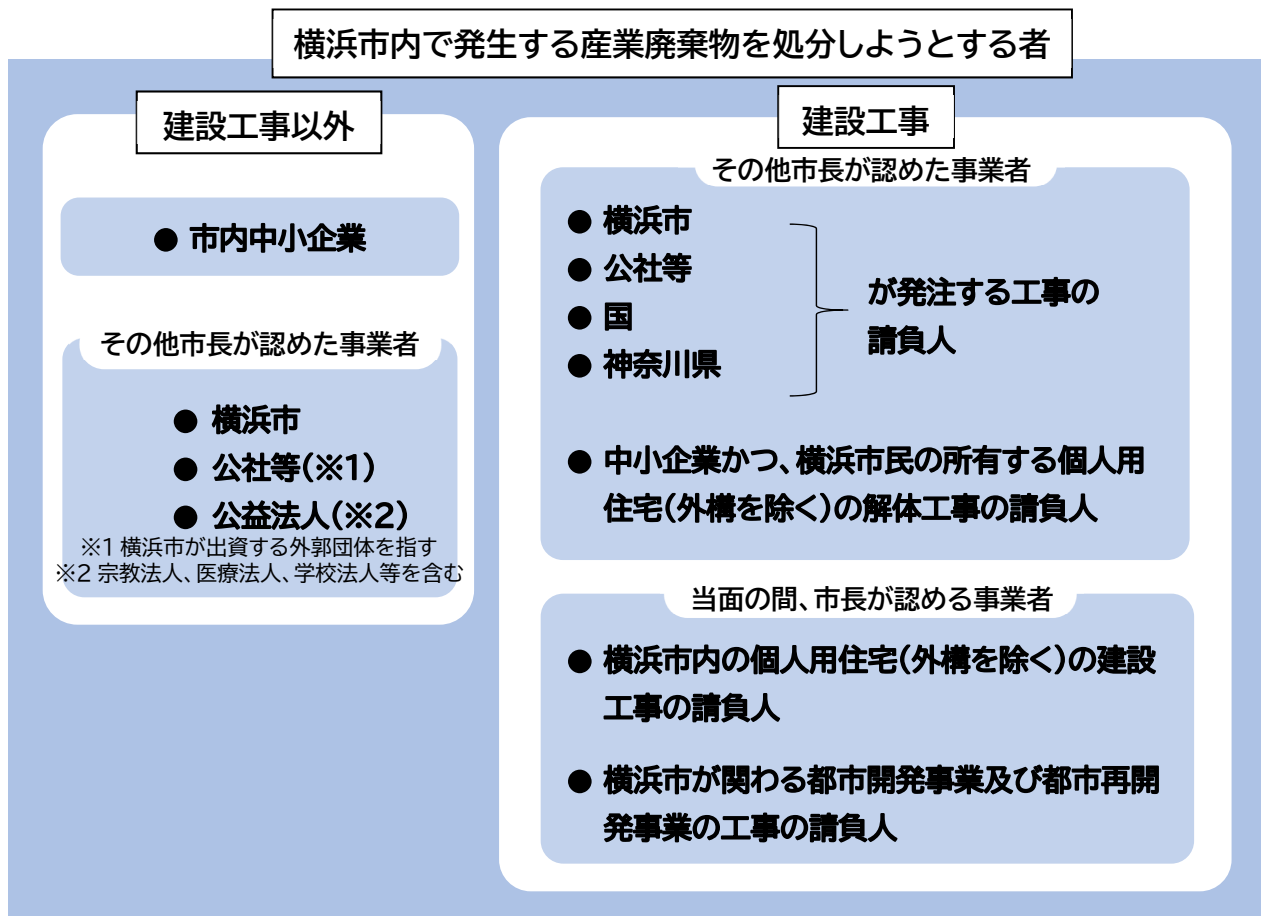 横浜市内で発生する産業廃棄物を処分しようとする者
建設工事以外
● 市内中小企業
その他市長が認めた事業者
● 横浜市
● 公社等(※1)
● 公益法人(※2)
※1 横浜市が出資する外郭団体を指す
※2 宗教法人、医療法人、学校法人等を含む
建設工事
その他市長が認めた事業者
● 横浜市
● 公社等
● 国
● 神奈川県
が発注する工事の
請負人
● 中小企業かつ、横浜市民の所有する個人用
住宅(外構を除く)の解体工事の請負人
当面の間、市長が認める事業者
● 横浜市内の個人用住宅(外構を除く)の建設
工事の請負人
● 横浜市が関わる都市開発事業及び都市再開
発事業の工事の請負人